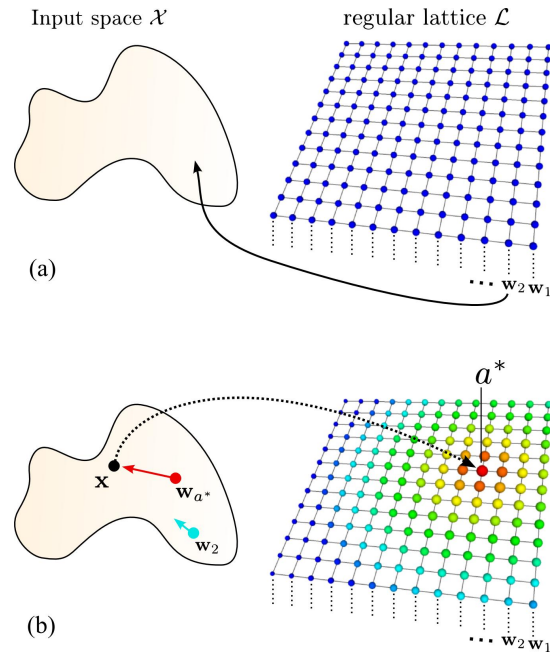 Input space 𝒳
regular lattice ℒ
(a)
... w₂ w₁
a*
x
w_{a*}
w₂
(b)
... w₂ w₁